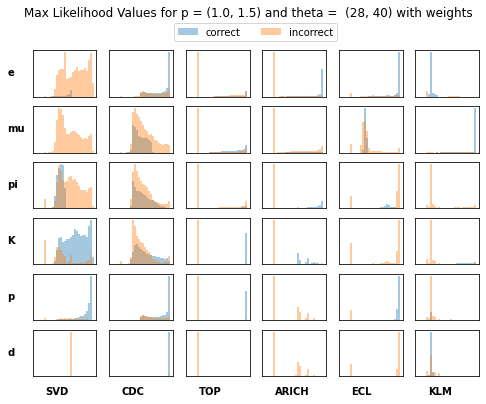 Max Likelihood Values for p = (1.0, 1.5) and theta =  (28, 40) with weights
correct incorrect
e
mu
pi
K
p
d
SVD CDC TOP ARICH ECL KLM